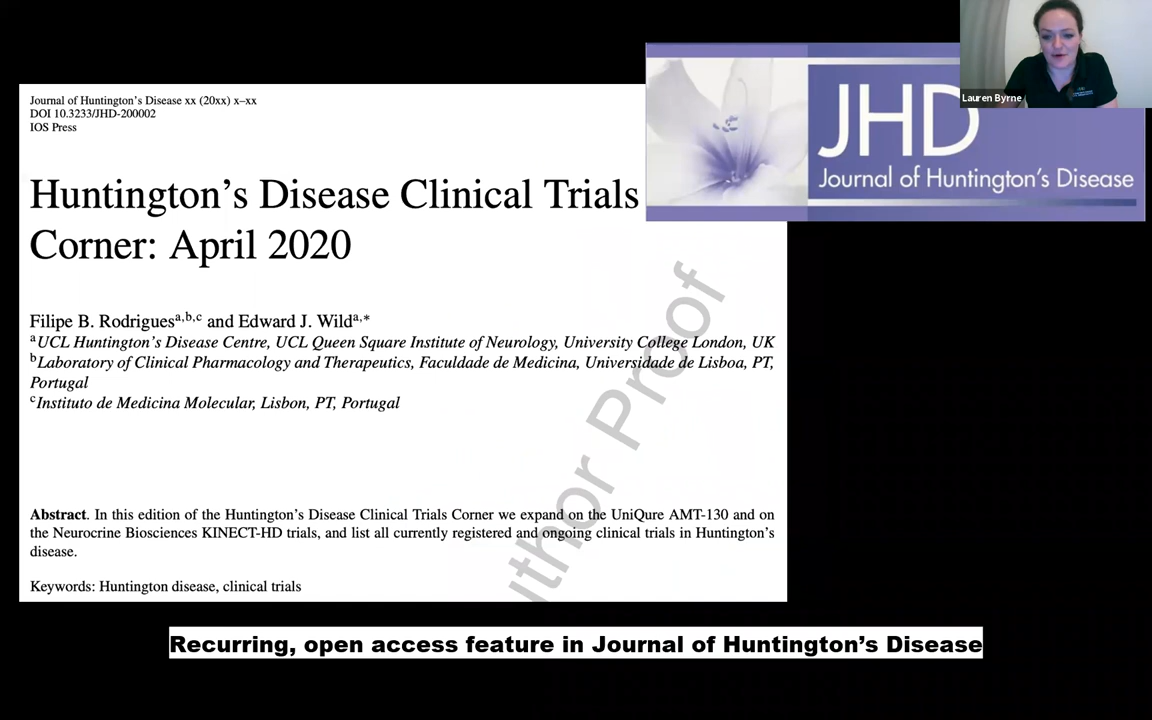 Journal of Huntington's Disease xx (20xx) x–xx
DOI 10.3233/JHD-200002
IOS Press
JHD
Journal of Huntington's Disease
Lauren Byrne
Huntington's Disease Clinical Trials
Corner: April 2020
Filipe B. Rodriguesa,b,c and Edward J. Wilda,*
aUCL Huntington's Disease Centre, UCL Queen Square Institute of Neurology, University College London, UK
bLaboratory of Clinical Pharmacology and Therapeutics, Faculdade de Medicina, Universidade de Lisboa, PT,
Portugal
cInstituto de Medicina Molecular, Lisbon, PT, Portugal
Abstract. In this edition of the Huntington's Disease Clinical Trials Corner we expand on the UniQure AMT-130 and on
the Neurocrine Biosciences KINECT-HD trials, and list all currently registered and ongoing clinical trials in Huntington's
disease.
Keywords: Huntington disease, clinical trials
Proof
Recurring, open access feature in Journal of Huntington's Disease